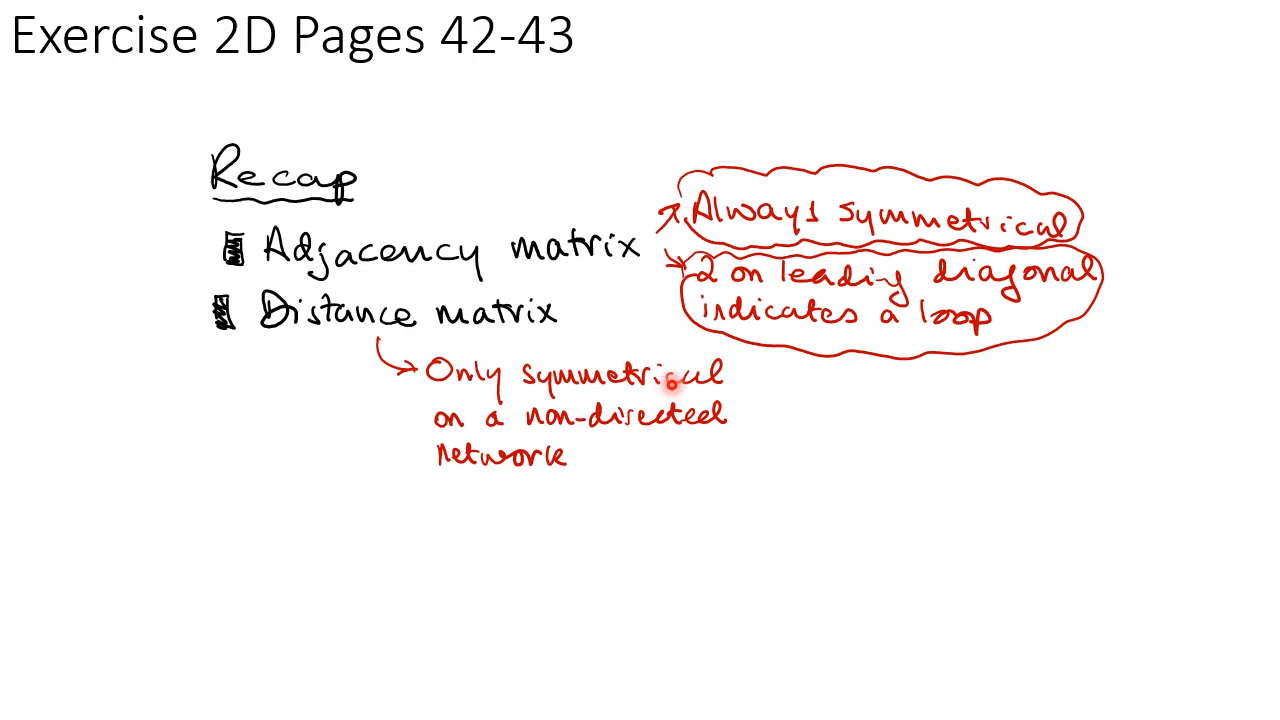 Exercise 2D Pages 42-43
Recap
Adjacency matrix
Always symmetrical
2 on leading diagonal
indicates a loop
Distance matrix
Only symmetrical
on a non-directed
network